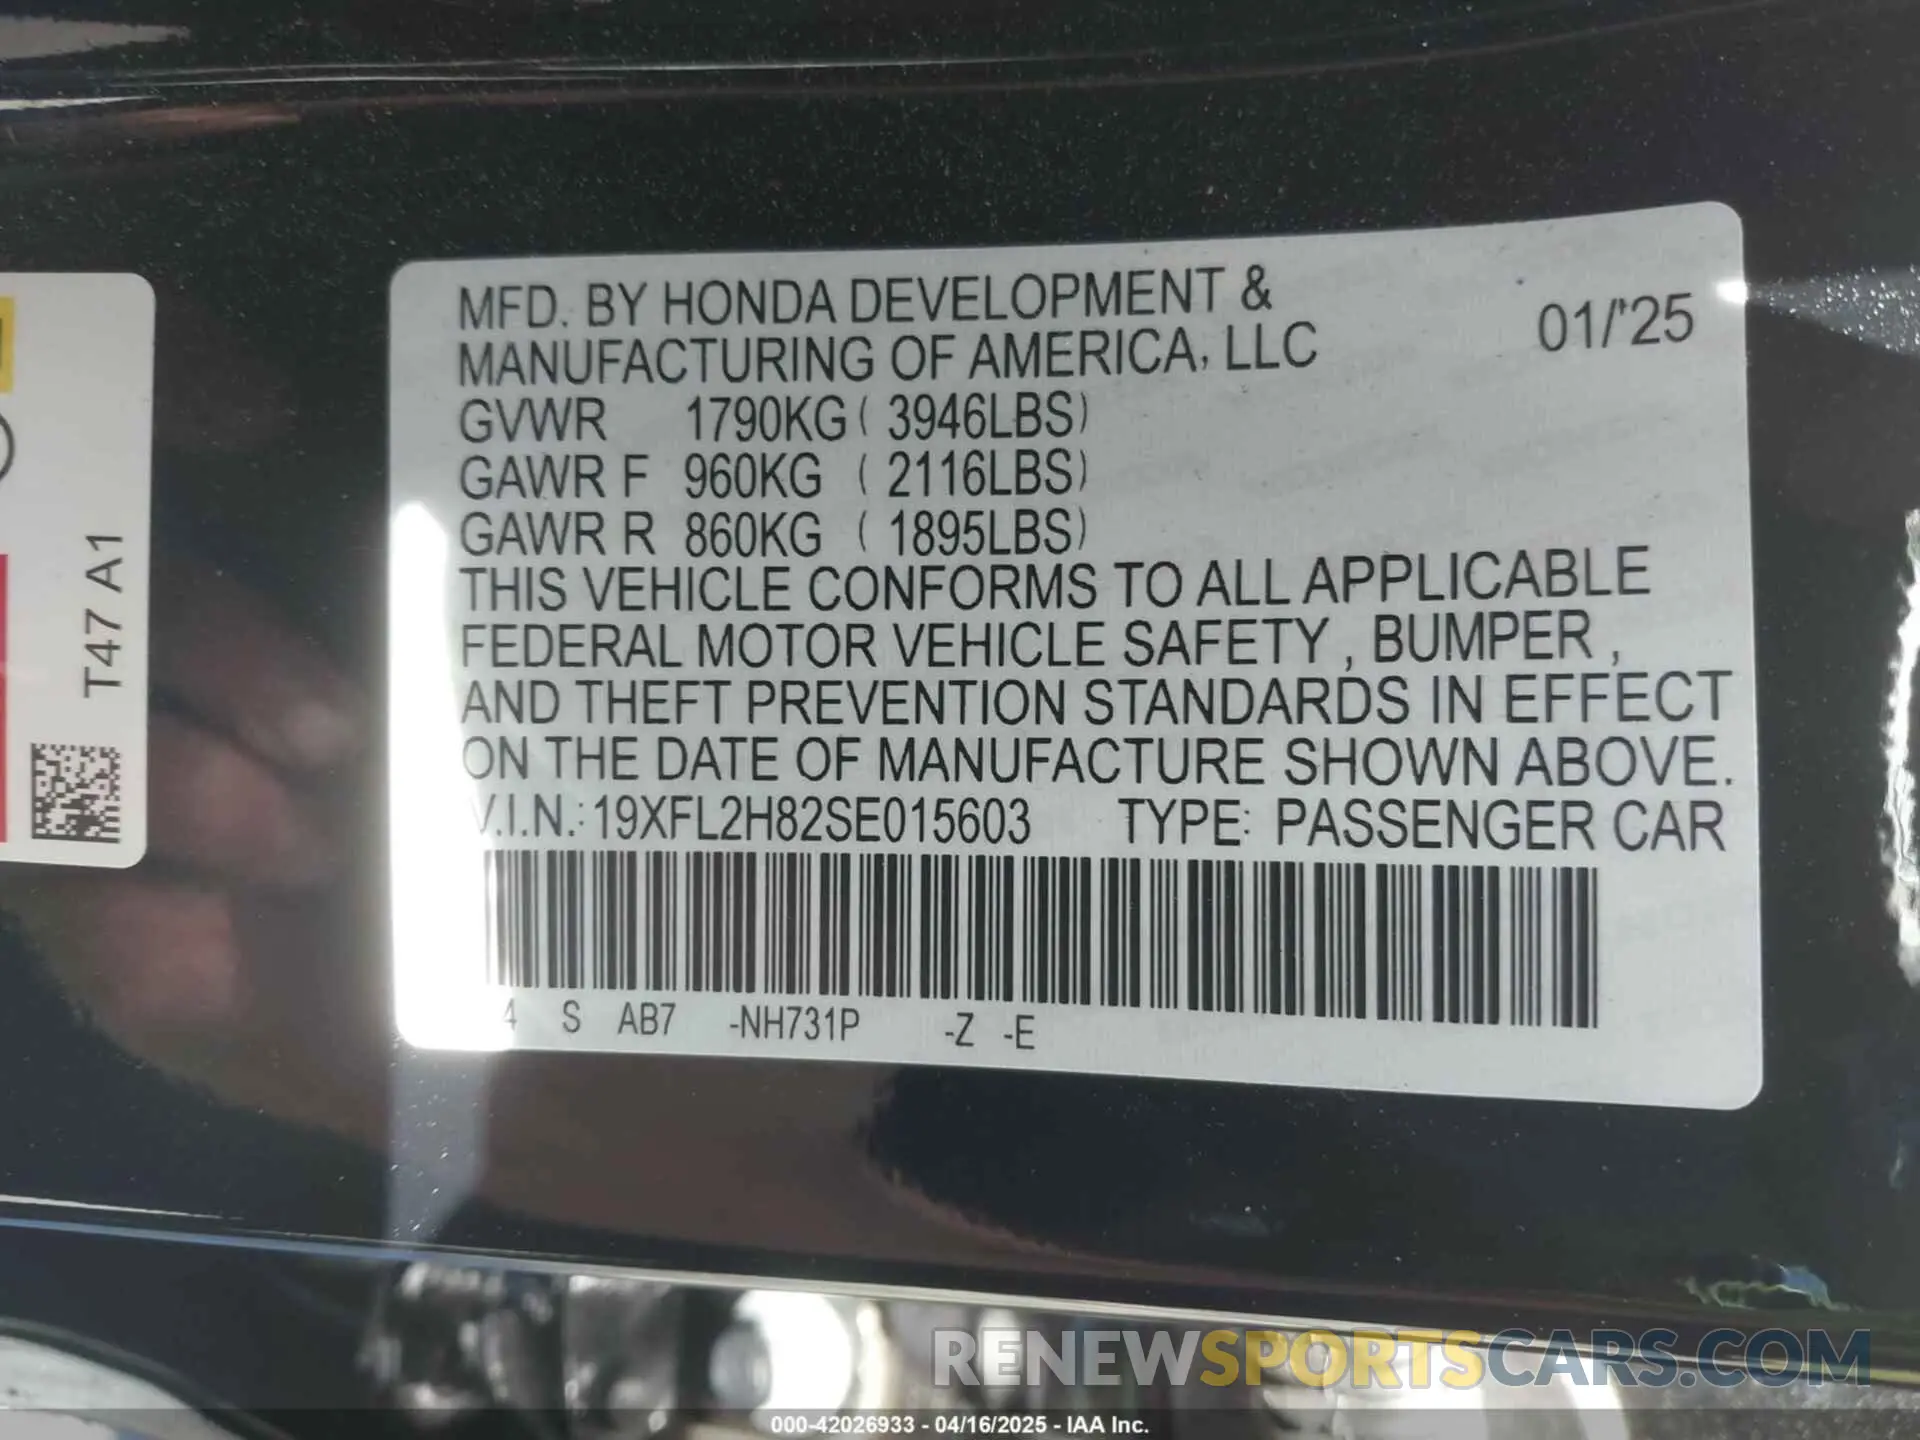 MFD. BY HONDA DEVELOPMENT &
MANUFACTURING OF AMERICA, LLC 01/'25
GVWR 1790KG ( 3946LBS)
GAWR F 960KG ( 2116LBS)
GAWR R 860KG ( 1895LBS)
THIS VEHICLE CONFORMS TO ALL APPLICABLE
FEDERAL MOTOR VEHICLE SAFETY , BUMPER ,
AND THEFT PREVENTION STANDARDS IN EFFECT
ON THE DATE OF MANUFACTURE SHOWN ABOVE.
V.I.N.: 19XFL2H82SE015603 TYPE: PASSENGER CAR
4 S AB7 -NH731P -Z -E
T47 A1
RENEWSPORTSCARS.COM
000-42026933 - 04/16/2025 - IAA Inc.